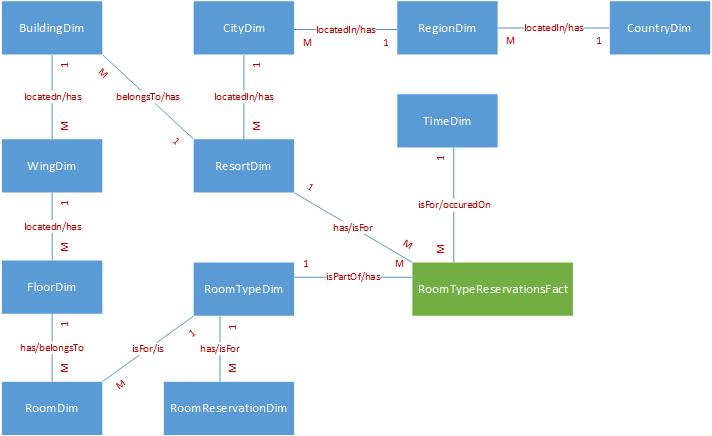 BuildingDim
CityDim
RegionDim
CountryDim
locatedIn/has
M
1
locatedIn/has
M
1
1
M
1
locatedn/has
belongsTo/has
locatedIn/has
M
1
M
TimeDim
WingDim
ResortDim
1
1
1
isFor/occuredOn
locatedn/has
has/isFor
M
M
M
1
M
isPartOf/has
FloorDim
RoomTypeDim
RoomTypeReservationsFact
1
1
1
has/belongsTo
isFor/is
has/isFor
M
M
M
RoomDim
RoomReservationDim